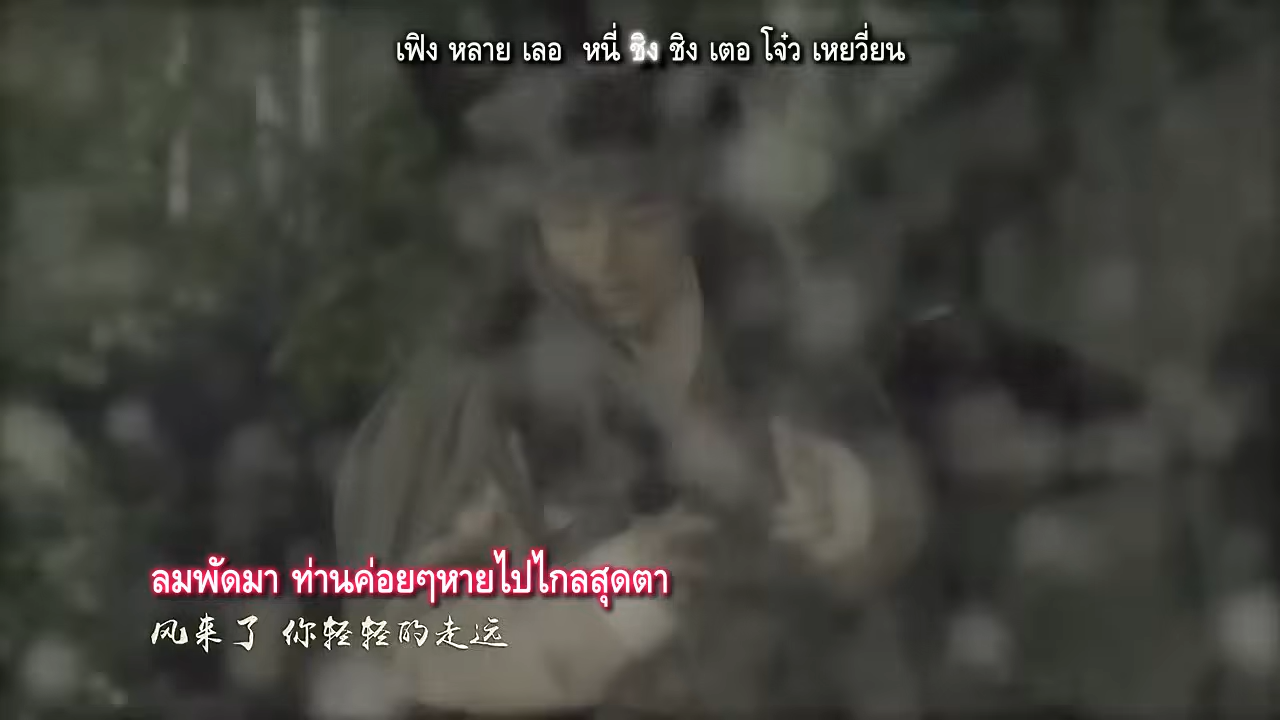 เฟิง หลาย เลอ หนี่ ชิง ชิง เตอ โจ๋ว เหยวี่ยน
ลมพัดมา ท่านค่อยๆหายไปไกลสุดตา
风来了 你轻轻的走远